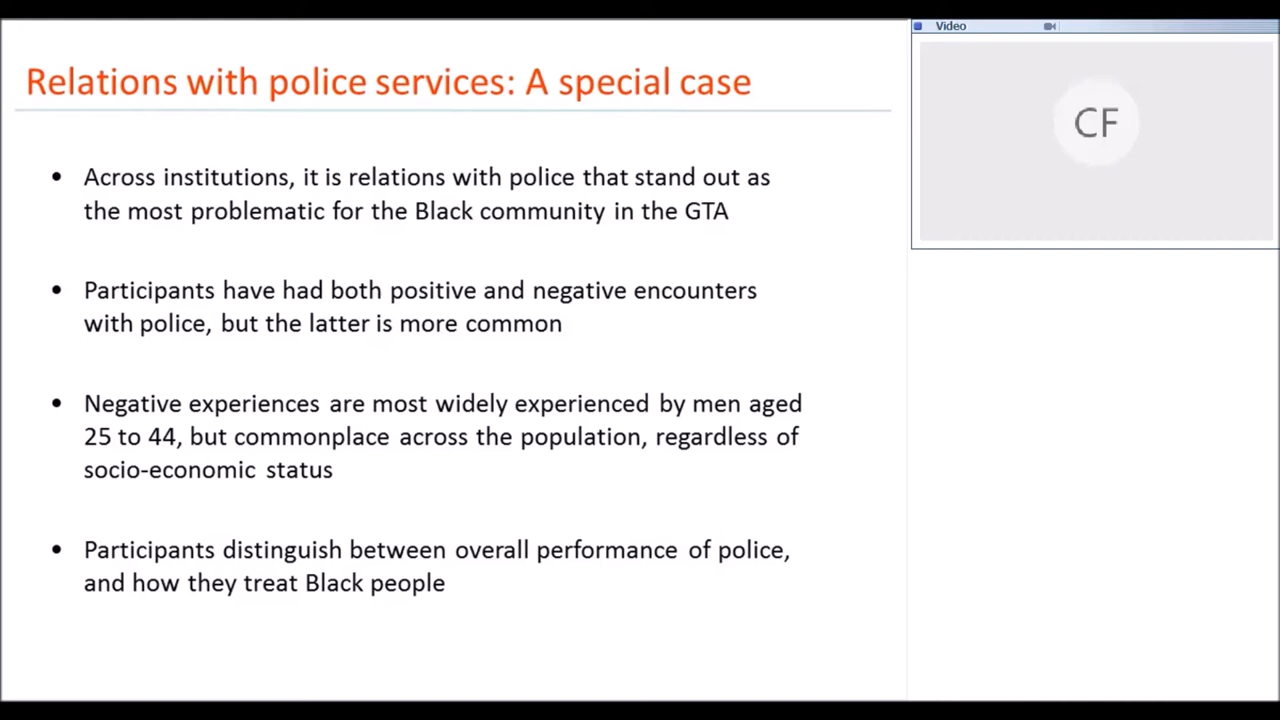 Relations with police services: A special case
• Across institutions, it is relations with police that stand out as
the most problematic for the Black community in the GTA
• Participants have had both positive and negative encounters
with police, but the latter is more common
• Negative experiences are most widely experienced by men aged
25 to 44, but commonplace across the population, regardless of
socio-economic status
• Participants distinguish between overall performance of police,
and how they treat Black people
Video
CF